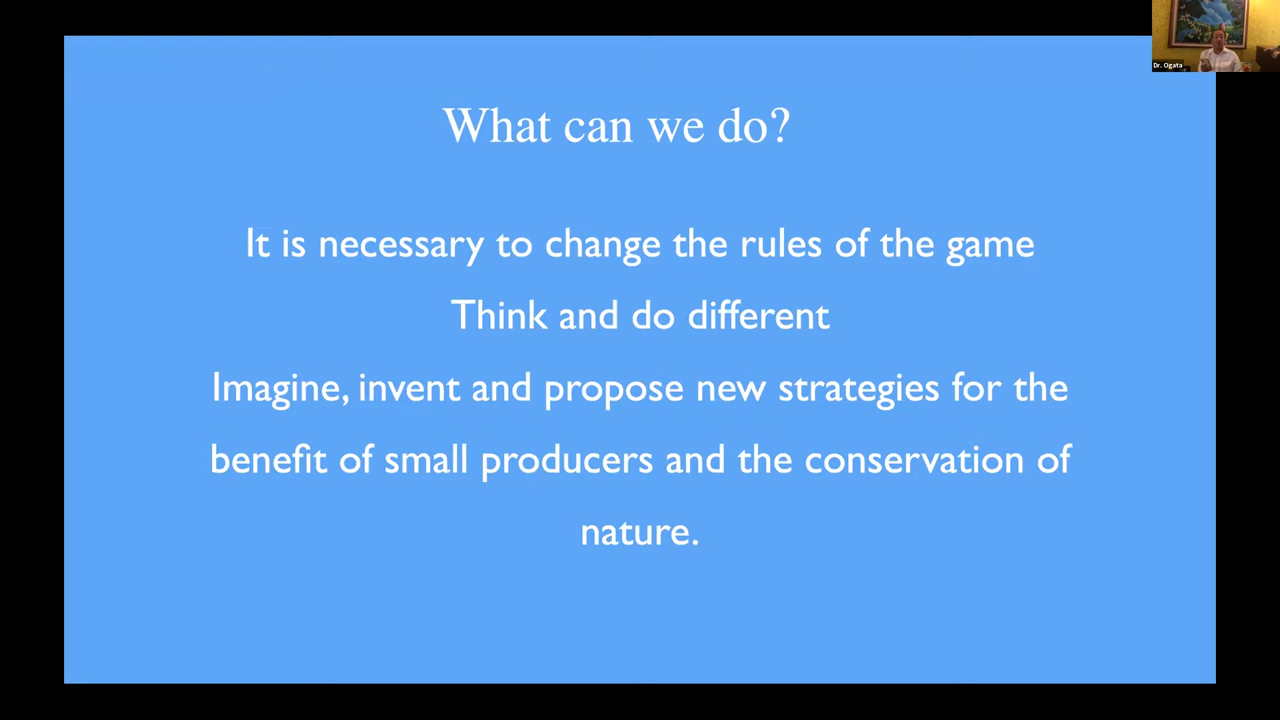 What can we do?
It is necessary to change the rules of the game
Think and do different
Imagine, invent and propose new strategies for the
benefit of small producers and the conservation of
nature.
Dr. Ogata